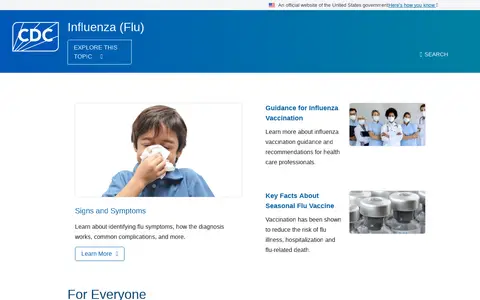 An official website of the United States government Here's how you know
CDC
Influenza (Flu)
EXPLORE THIS
TOPIC
SEARCH
Signs and Symptoms
Learn about identifying flu symptoms, how the diagnosis
works, common complications, and more.
Learn More
Guidance for Influenza
Vaccination
Learn more about influenza
vaccination guidance and
recommendations for health
care professionals.
Key Facts About
Seasonal Flu Vaccine
Vaccination has been shown
to reduce the risk of flu
illness, hospitalization and
flu-related death.
For Everyone